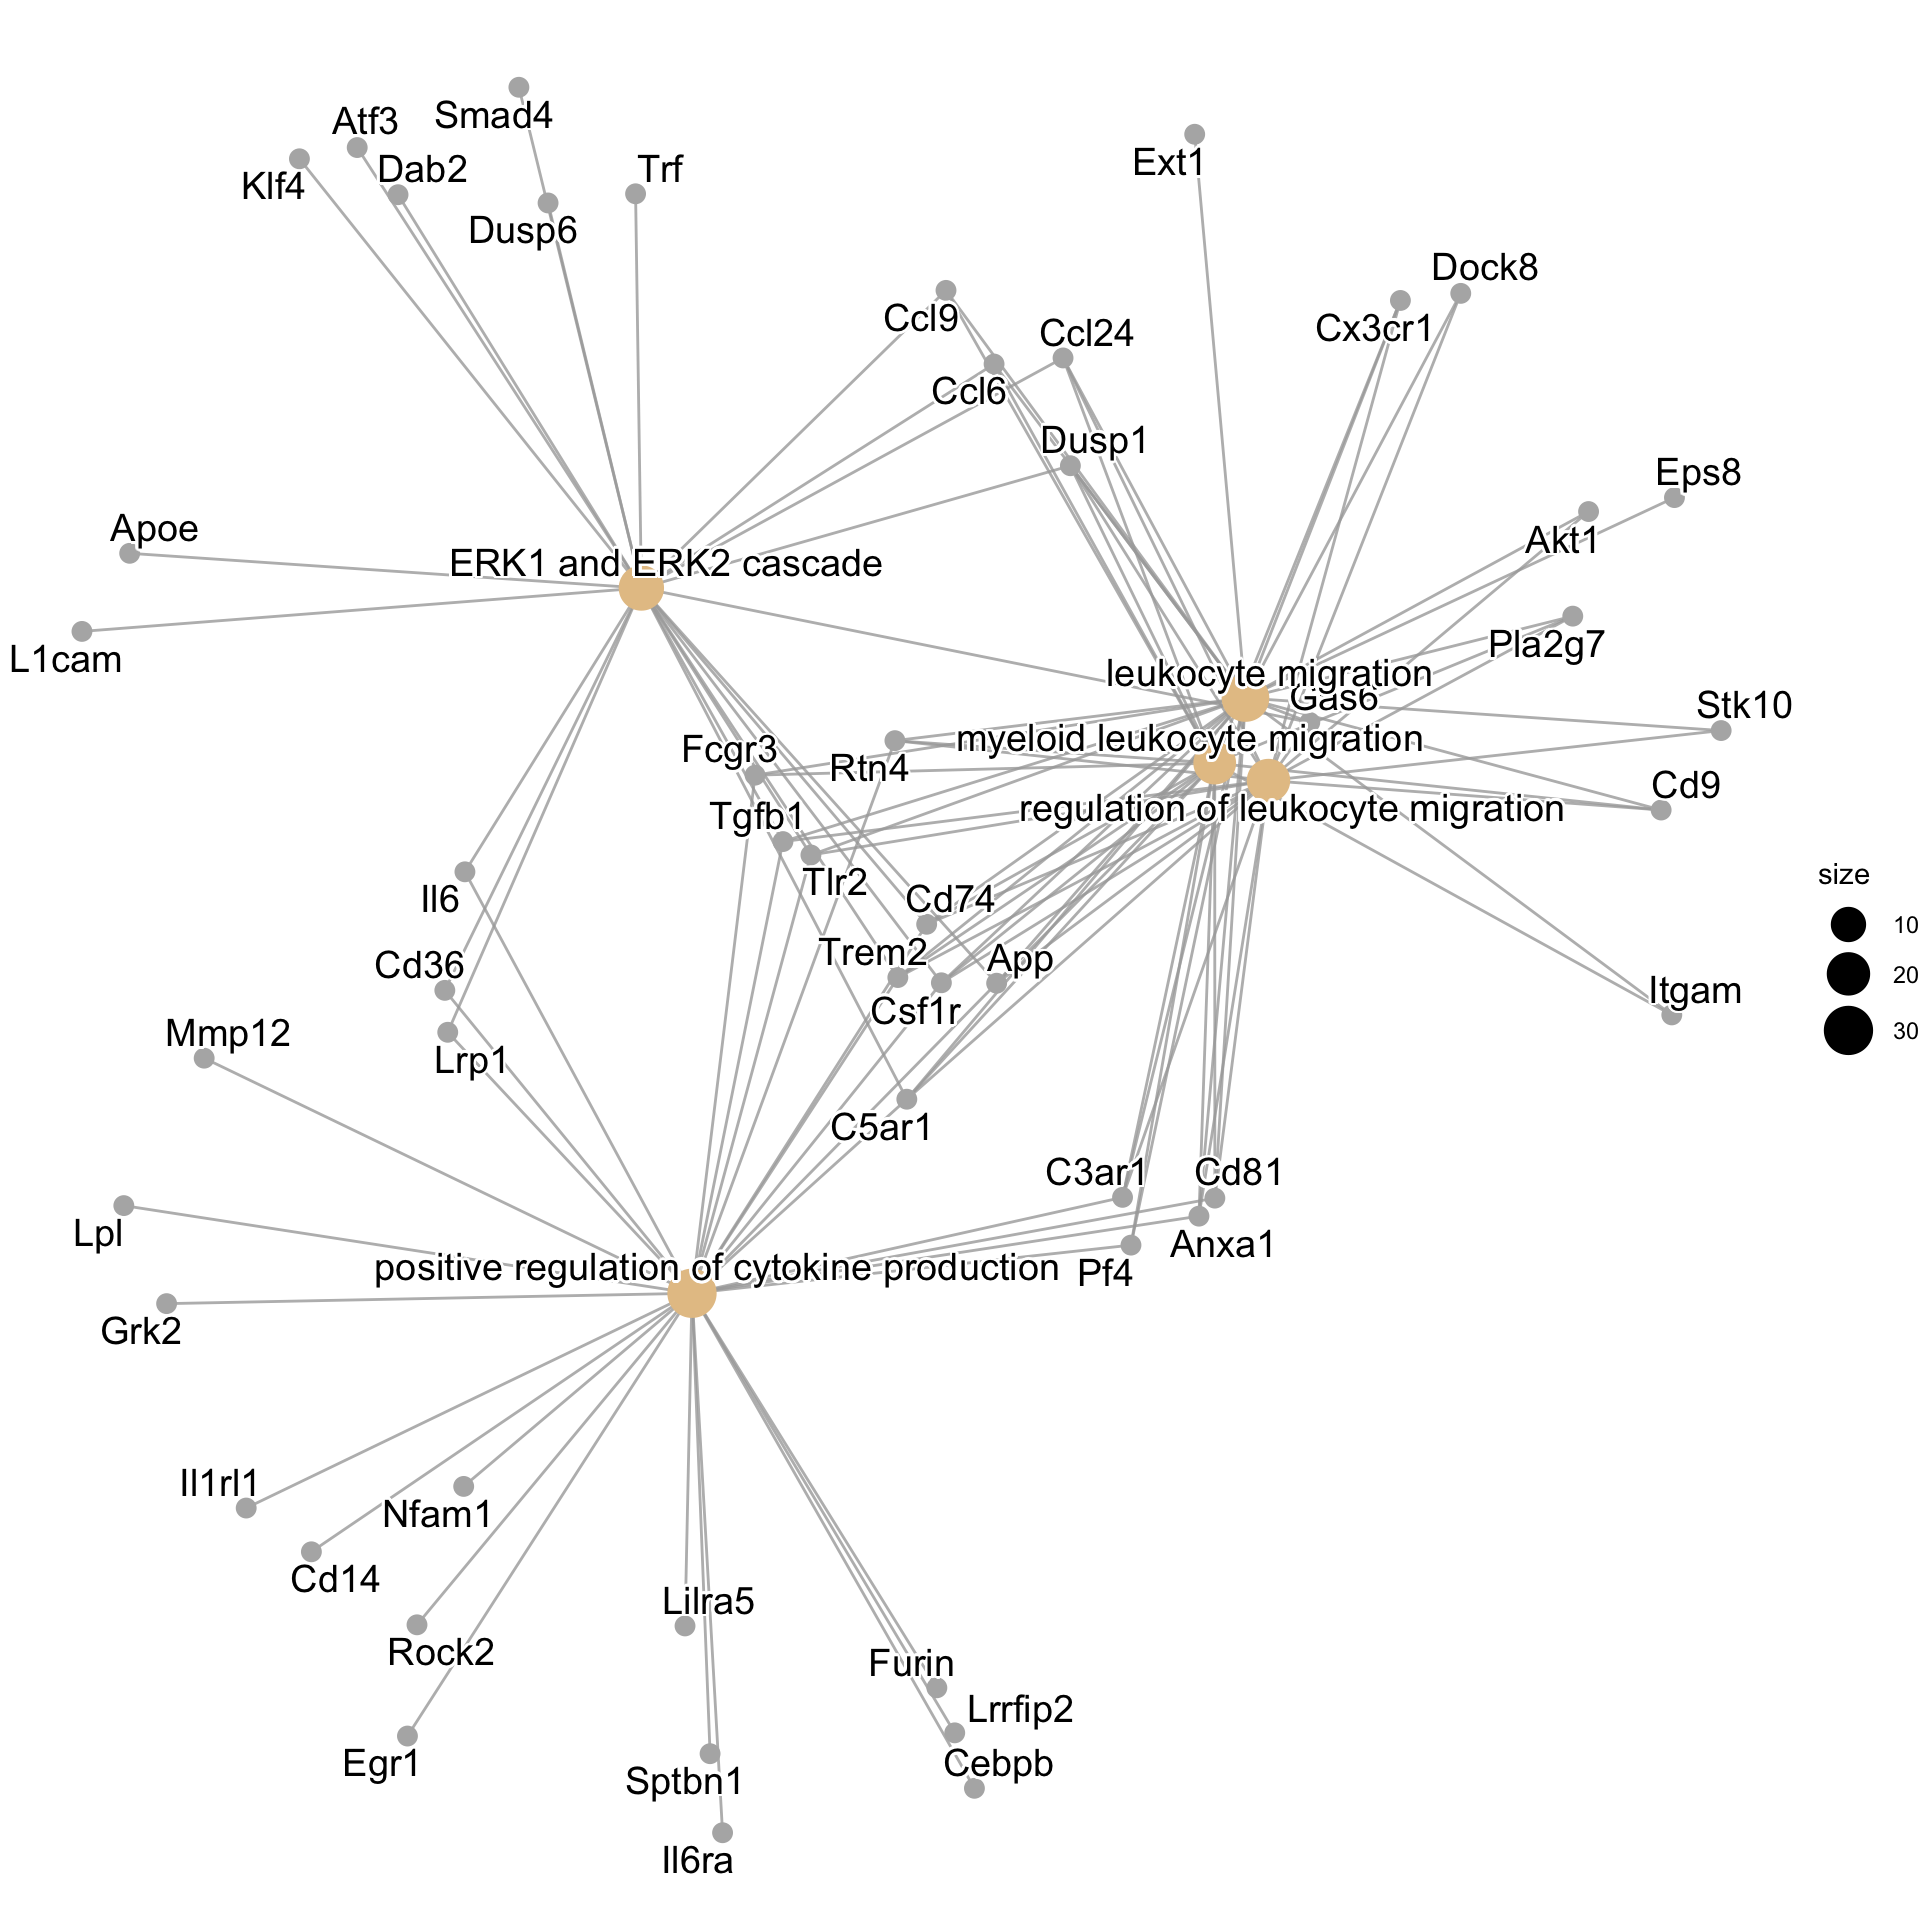 Smad4
Atf3
Dab2
Trf
Ext1
Klf4
Dusp6
Dock8
Ccl9
Ccl24
Cx3cr1
Ccl6
Dusp1
Eps8
Apoe
Akt1
ERK1 and ERK2 cascade
L1cam
Pla2g7
leukocyte migration
Gas6
Stk10
Fcgr3
myeloid leukocyte migration
Rtn4
Cd9
Tgfb1
regulation of leukocyte migration
Tlr2
size
Il6
Cd74
10
Trem2
App
Cd36
20
Csf1r
Itgam
Mmp12
30
Lrp1
C5ar1
C3ar1
Cd81
Lpl
Anxa1
positive regulation of cytokine production
Pf4
Grk2
Il1rl1
Nfam1
Cd14
Lilra5
Rock2
Furin
Lrrfip2
Egr1
Cebpb
Sptbn1
Il6ra